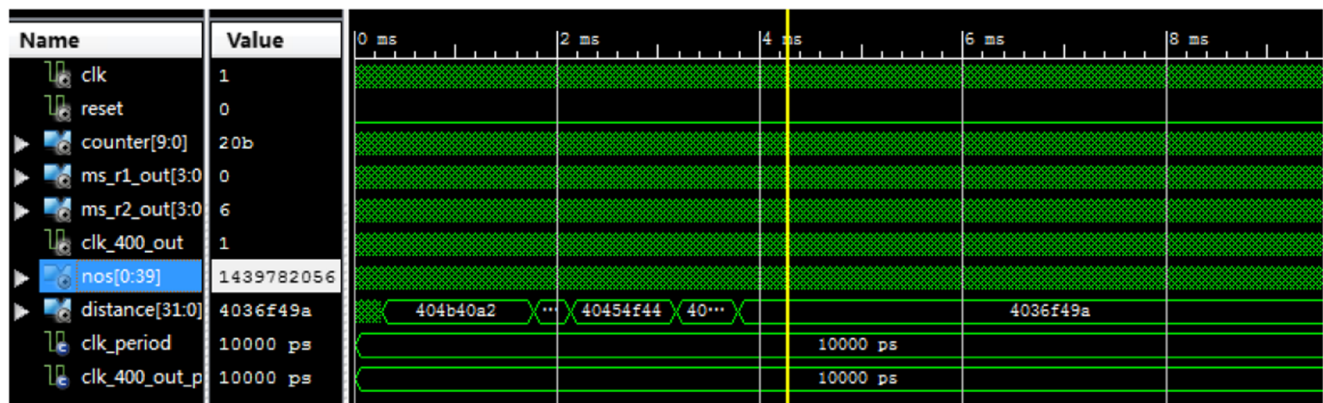 Name Value 0 ms 2 ms 4 ms 6 ms 8 ms
clk 1
reset 0
counter[9:0] 20b
ms_r1_out[3:0 0
ms_r2_out[3:0 6
clk_400_out 1
nos[0:39] 1439782056
distance[31:0] 4036f49a 404b40a2 ... 40454f44 40... 4036f49a
clk_period 10000 ps 10000 ps
clk_400_out_p 10000 ps 10000 ps